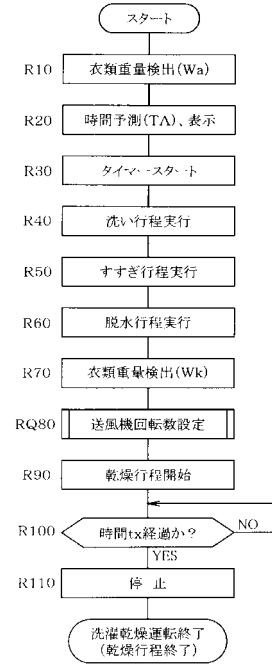 スタート
R10 衣類重量検出(Wa)
R20 時間予測(TA)、表示
R30 タイマースタート
R40 洗い行程実行
R50 すすぎ行程実行
R60 脱水行程実行
R70 衣類重量検出(Wk)
RQ80 送風機回転数設定
R90 乾燥行程開始
R100 時間tx経過か？ NO
YES
R110 停 止
洗濯乾燥運転終了
(乾燥行程終了)